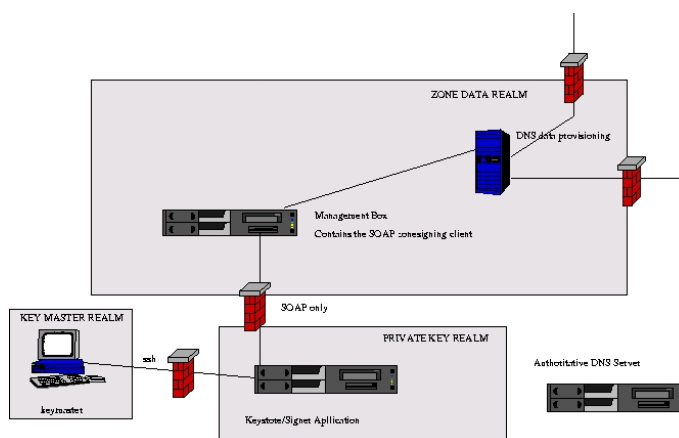 ZONE DATA REALM
DNS data provisioning
Management Box
Contains the SOAP zonesigning client
SOAP only
KEY MASTER REALM
ssh
keymaster
PRIVATE KEY REALM
Keystore/Signer Aplication
Authoritative DNS Server